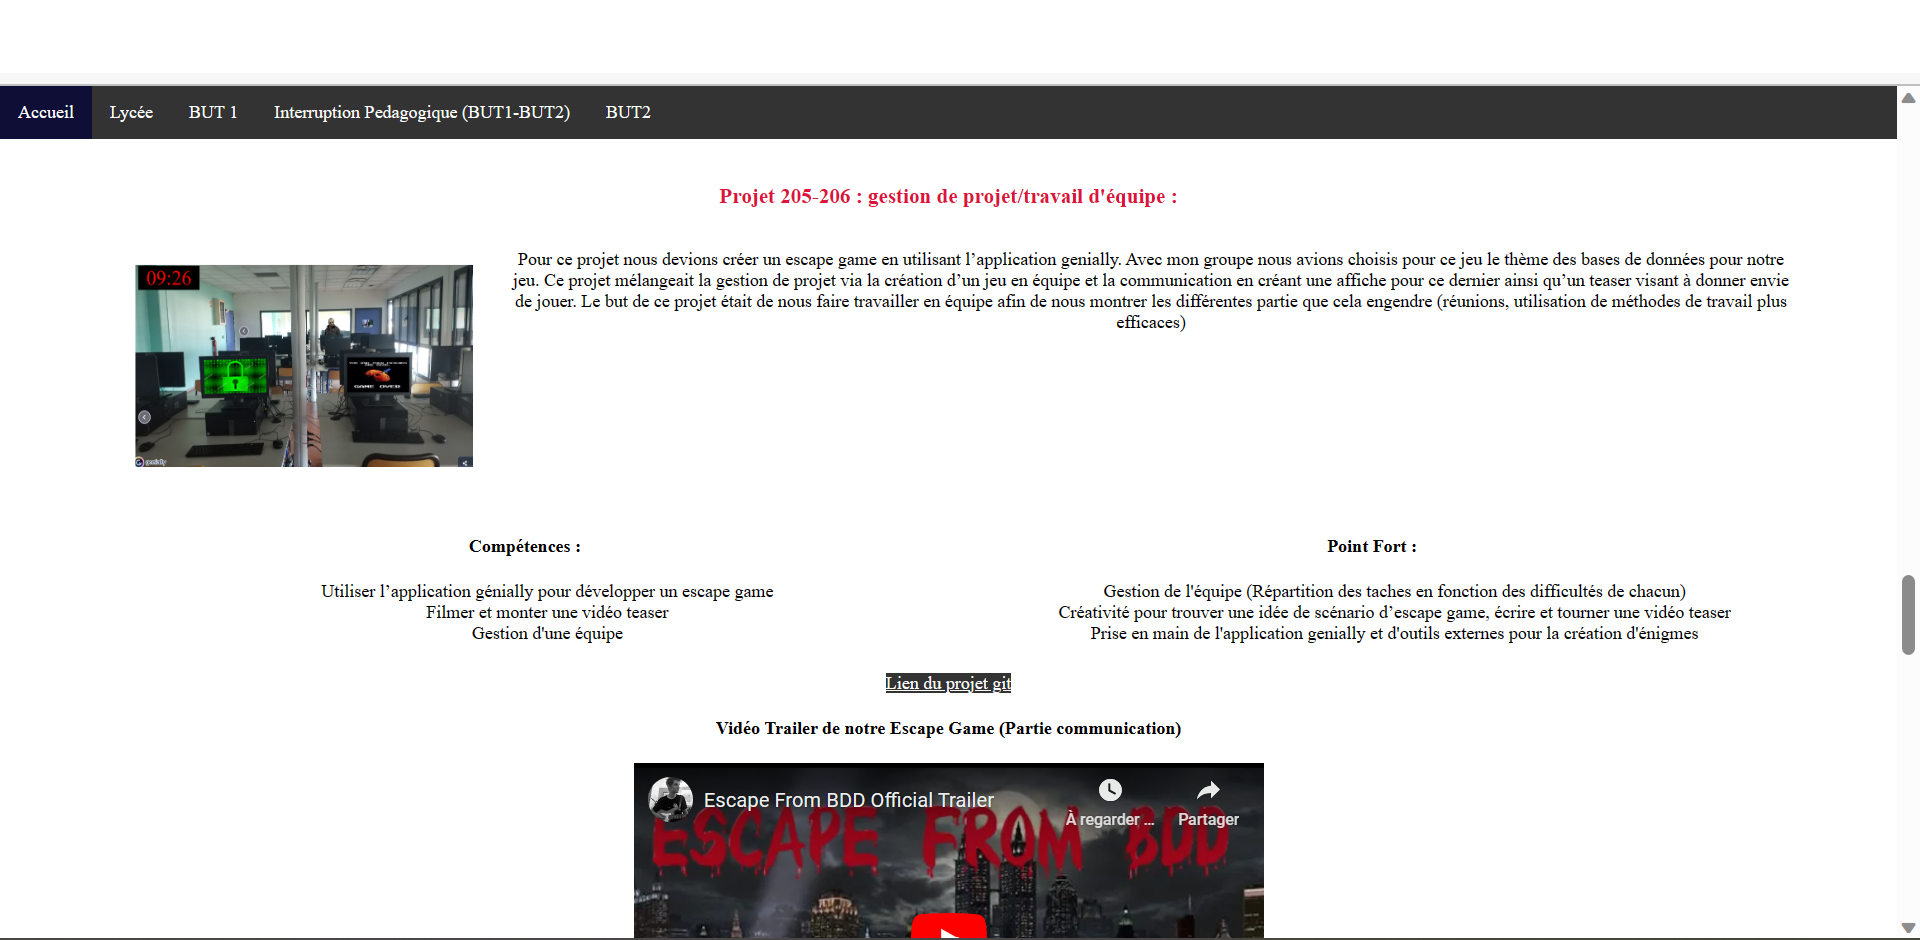 Accueil Lycée BUT 1 Interruption Pedagogique (BUT1-BUT2) BUT2
Projet 205-206 : gestion de projet/travail d'équipe :
Pour ce projet nous devions créer un escape game en utilisant l’application genially. Avec mon groupe nous avions choisis pour ce jeu le thème des bases de données pour notre
jeu. Ce projet mélangeait la gestion de projet via la création d’un jeu en équipe et la communication en créant une affiche pour ce dernier ainsi qu’un teaser visant à donner envie
de jouer. Le but de ce projet était de nous faire travailler en équipe afin de nous montrer les différentes partie que cela engendre (réunions, utilisation de méthodes de travail plus
efficaces)
09:26
GAME OVER
genially
Compétences :
Utiliser l’application génially pour développer un escape game
Filmer et monter une vidéo teaser
Gestion d'une équipe
Point Fort :
Gestion de l'équipe (Répartition des taches en fonction des difficultés de chacun)
Créativité pour trouver une idée de scénario d’escape game, écrire et tourner une vidéo teaser
Prise en main de l'application genially et d'outils externes pour la création d'énigmes
Lien du projet git
Vidéo Trailer de notre Escape Game (Partie communication)
Escape From BDD Official Trailer
À regarder ...
Partager
ESCAPE FROM BDD